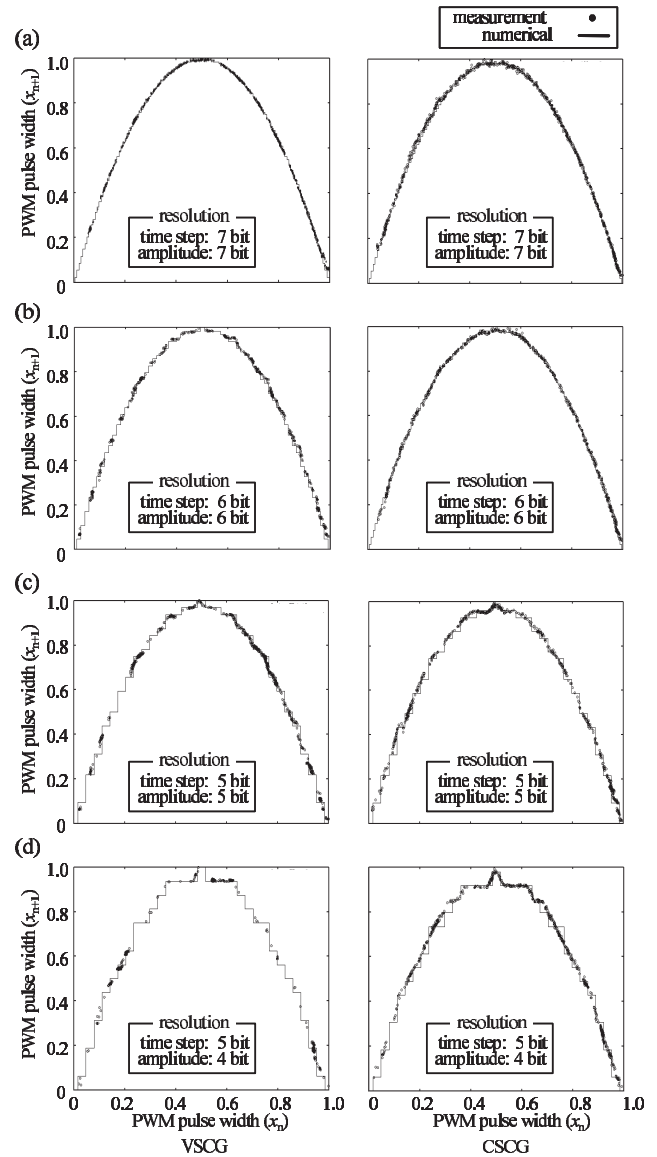 measurement
numerical
(a)
PWM pulse width (xn+1)
1.0
0.8
0.6
0.4
0.2
0
resolution
time step: 7 bit
amplitude: 7 bit
resolution
time step: 7 bit
amplitude: 7 bit
(b)
PWM pulse width (xn+1)
1.0
0.8
0.6
0.4
0.2
0
resolution
time step: 6 bit
amplitude: 6 bit
resolution
time step: 6 bit
amplitude: 6 bit
(c)
PWM pulse width (xn+1)
1.0
0.8
0.6
0.4
0.2
0
resolution
time step: 5 bit
amplitude: 5 bit
resolution
time step: 5 bit
amplitude: 5 bit
(d)
PWM pulse width (xn+1)
1.0
0.8
0.6
0.4
0.2
0
resolution
time step: 5 bit
amplitude: 4 bit
resolution
time step: 5 bit
amplitude: 4 bit
0 0.2 0.4 0.6 0.8 1.0
0 0.2 0.4 0.6 0.8 1.0
PWM pulse width (xn)
PWM pulse width (xn)
VSCG
CSCG